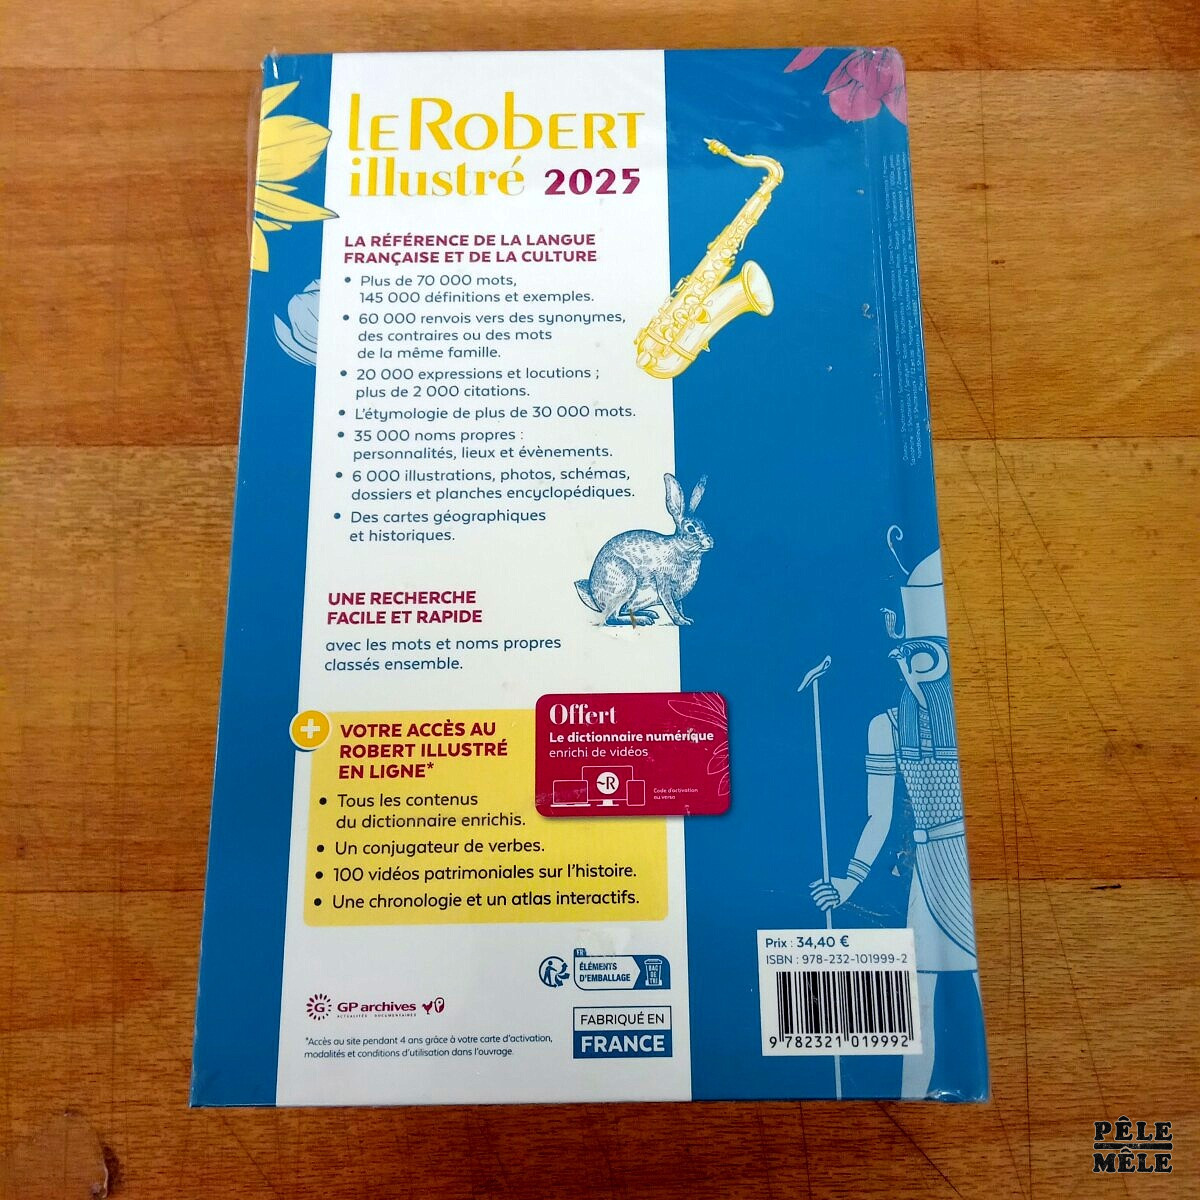 LE ROBERT
illustré 2025
LA RÉFÉRENCE DE LA LANGUE
FRANÇAISE ET DE LA CULTURE
• Plus de 70 000 mots,
145 000 définitions et exemples.
• 60 000 renvois vers des synonymes,
des contraires ou des mots
de la même famille.
• 20 000 expressions et locutions ;
plus de 2 000 citations.
• L'étymologie de plus de 30 000 mots.
• 35 000 noms propres :
personnalités, lieux et évènements.
• 6 000 illustrations, photos, schémas,
dossiers et planches encyclopédiques.
• Des cartes géographiques
et historiques.
UNE RECHERCHE
FACILE ET RAPIDE
avec les mots et noms propres
classés ensemble.
+
VOTRE ACCÈS AU
ROBERT ILLUSTRÉ
EN LIGNE*
• Tous les contenus
du dictionnaire enrichis.
• Un conjugateur de verbes.
• 100 vidéos patrimoniales sur l'histoire.
• Une chronologie et un atlas interactifs.
Offert
Le dictionnaire numérique
enrichi de vidéos
R
Code d'activation
au verso
FR
ÉLÉMENTS
D'EMBALLAGE
BAC
DE
TRI
G GP archives
ACTUALITÉS - DOCUMENTAIRES
FABRIQUÉ EN
FRANCE
*Accès au site pendant 4 ans grâce à votre carte d'activation,
modalités et conditions d'utilisation dans l'ouvrage.
Prix : 34,40 €
ISBN : 978-232-101999-2
9 782321 019992
PÊLE
MÊLE